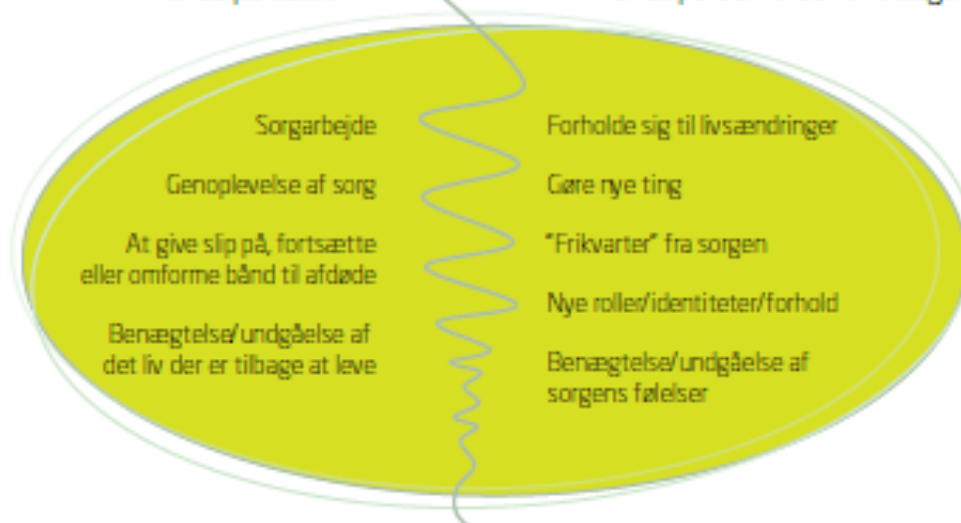 Sorgarbejde
Genoplevelse af sorg
At give slip på, fortsætte
eller omforme bånd til afdøde
Benægtelse/undgåelse af
det liv der er tilbage at leve
Forholde sig til livsændringer
Gøre nye ting
"Frikvarter" fra sorgen
Nye roller/identiteter/forhold
Benægtelse/undgåelse af
sorgens følelser